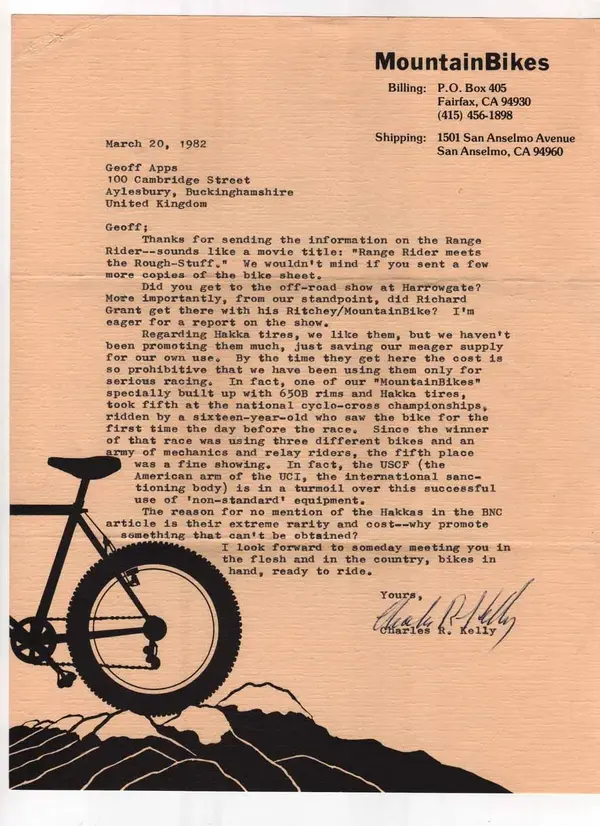 MountainBikes
Billing: P.O. Box 405
Fairfax, CA 94930
(415) 456-1898
Shipping: 1501 San Anselmo Avenue
San Anselmo, CA 94960
March 20, 1982
Geoff Apps
100 Cambridge Street
Aylesbury, Buckinghamshire
United Kingdom
Geoff;
Thanks for sending the information on the Range
Rider--sounds like a movie title: "Range Rider meets
the Rough-Stuff." We wouldn't mind if you sent a few
more copies of the bike sheet.
Did you get to the off-road show at Harrowgate?
More importantly, from our standpoint, did Richard
Grant get there with his Ritchey/MountainBike? I'm
eager for a report on the show.
Regarding Hakka tires, we like them, but we haven't
been promoting them much, just saving our meager supply
for our own use. By the time they get here the cost is
so prohibitive that we have been using them only for
serious racing. In fact, one of our "MountainBikes"
specially built up with 650B rims and Hakka tires,
took fifth at the national cyclo-cross championships,
ridden by a sixteen-year-old who saw the bike for the
first time the day before the race. Since the winner
of that race was using three different bikes and an
army of mechanics and relay riders, the fifth place
was a fine showing. In fact, the USCF (the
American arm of the UCI, the international sanc-
tioning body) is in a turmoil over this successful
use of 'non-standard' equipment.
The reason for no mention of the Hakkas in the BNC
article is their extreme rarity and cost--why promote
something that can't be obtained?
I look forward to someday meeting you in
the flesh and in the country, bikes in
hand, ready to ride.
Yours,
Charles R. Kelly
Charles R. Kelly